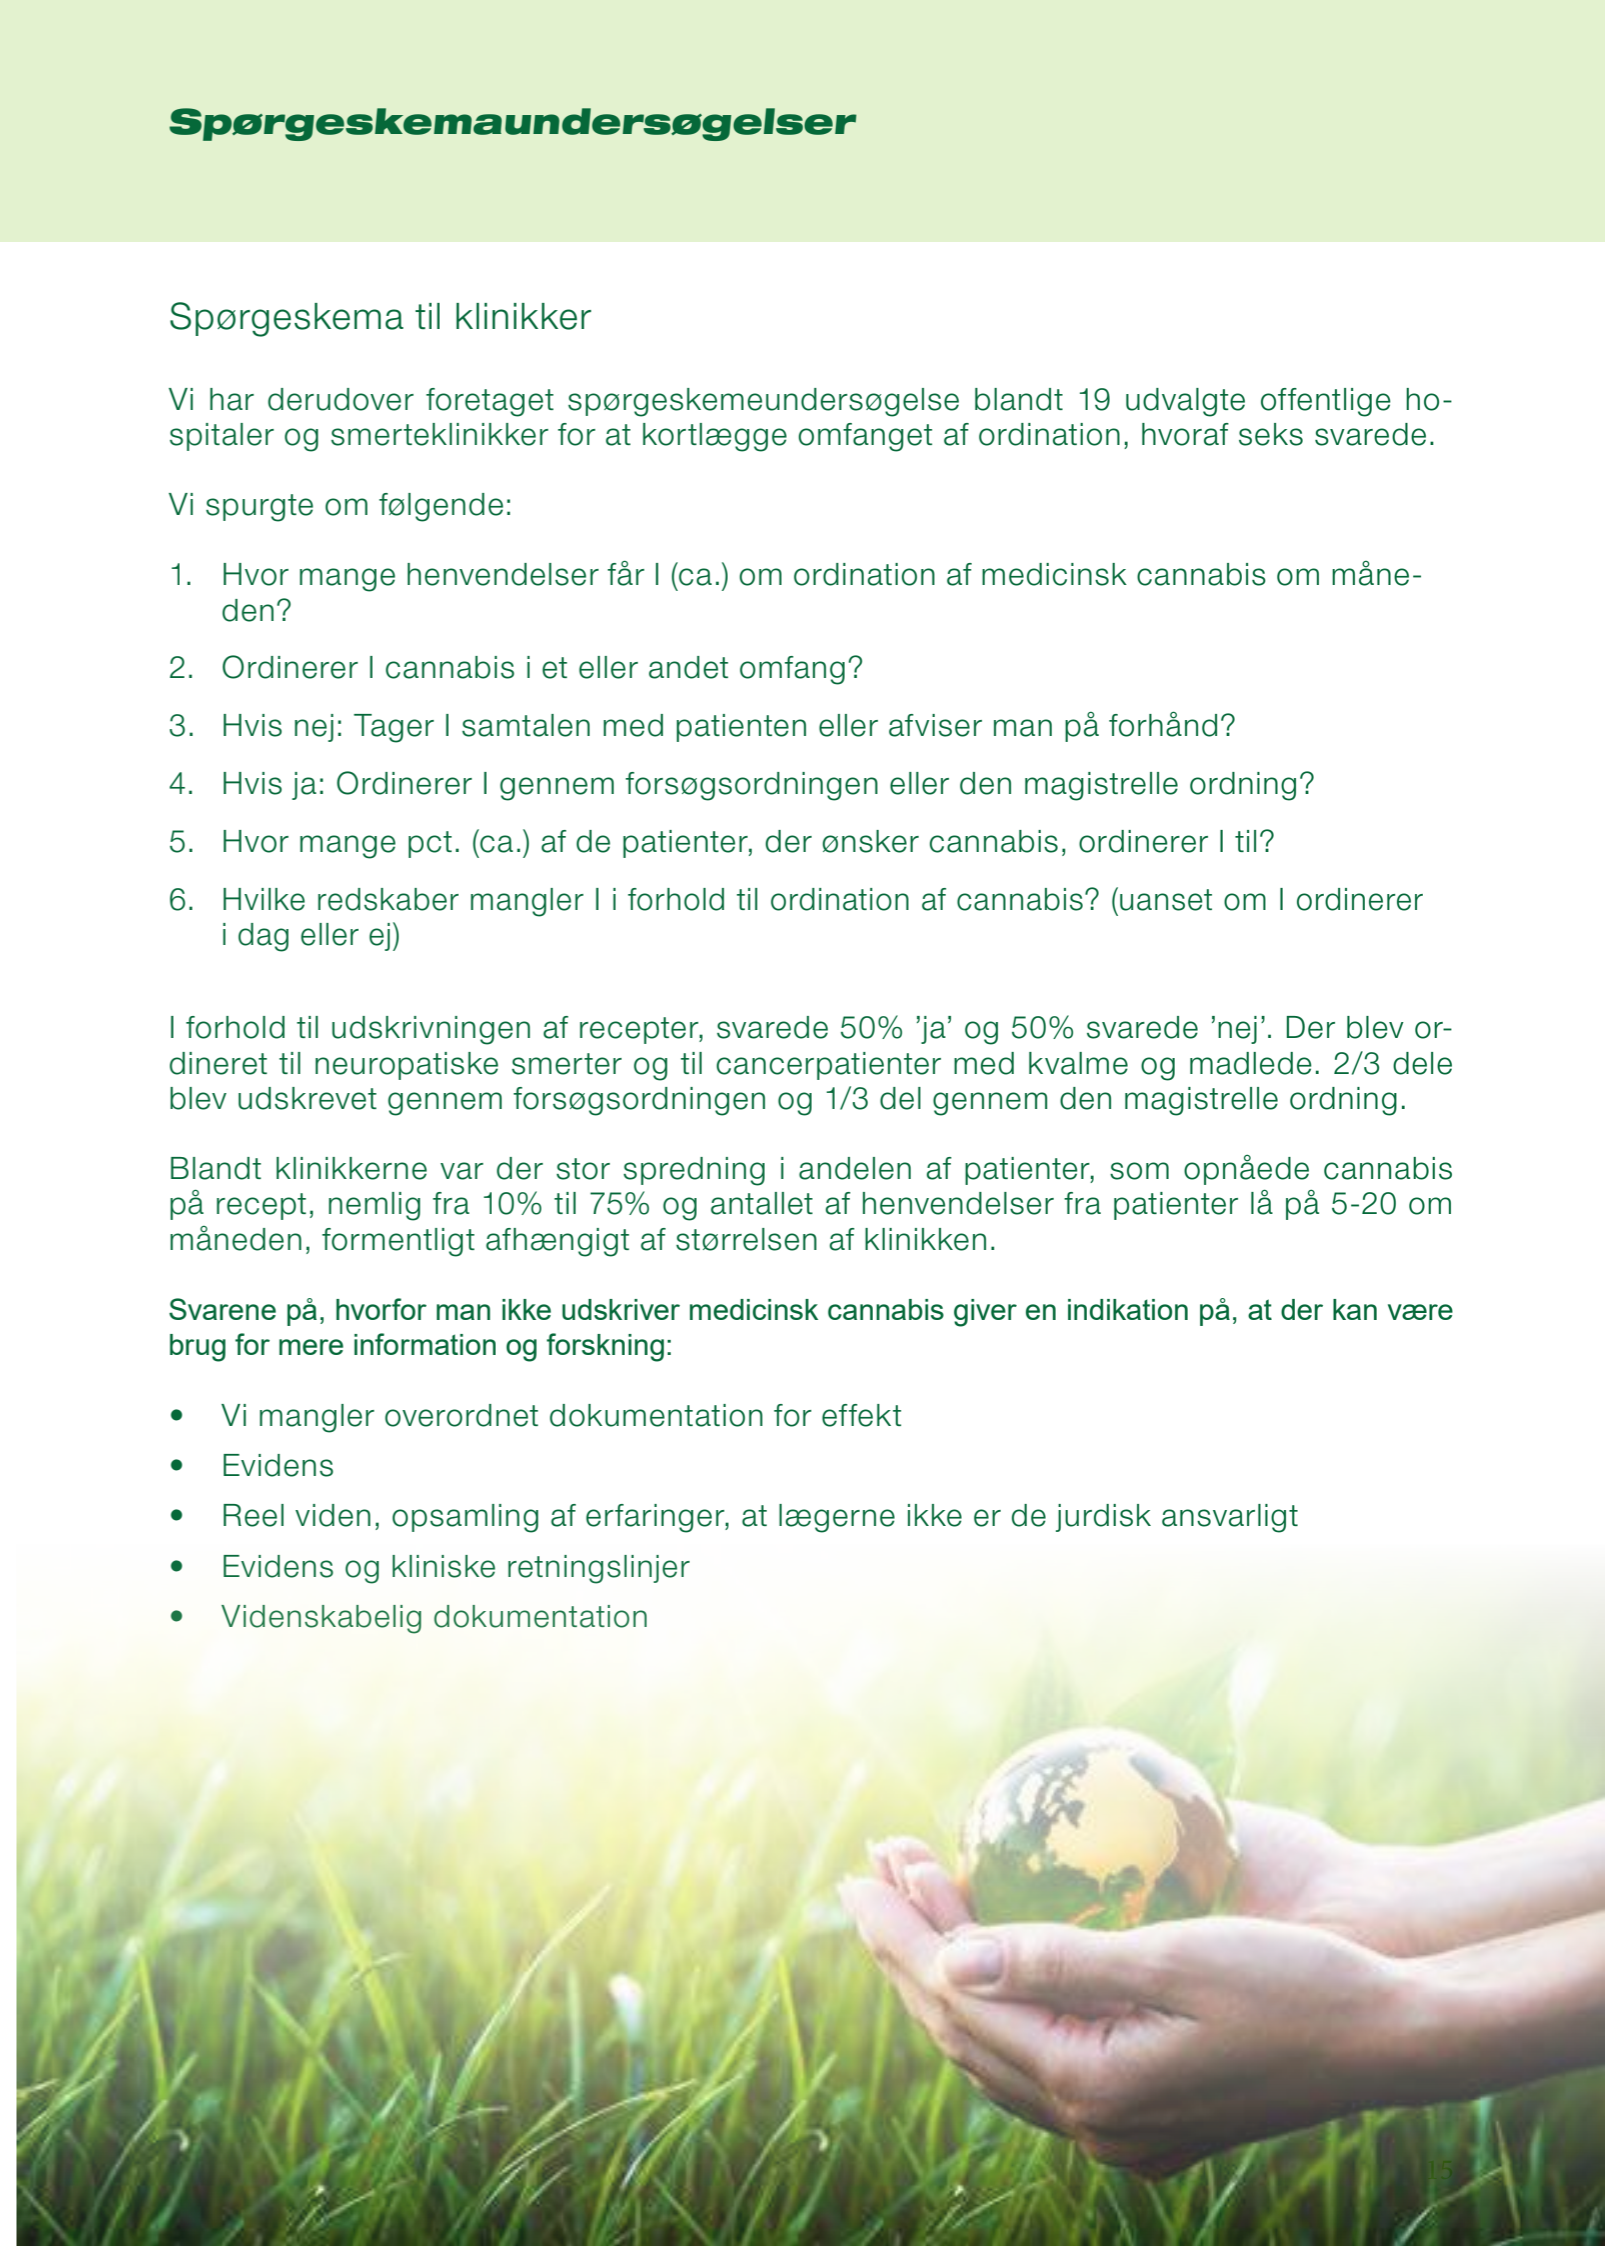 Spørgeskemaundersøgelser
Spørgeskema til klinikker
Vi har derudover foretaget spørgeskemeundersøgelse blandt 19 udvalgte offentlige ho-
spitaler og smerteklinikker for at kortlægge omfanget af ordination, hvoraf seks svarede.
Vi spurgte om følgende:
1. Hvor mange henvendelser får I (ca.) om ordination af medicinsk cannabis om måne-
den?
2. Ordinerer I cannabis i et eller andet omfang?
3. Hvis nej: Tager I samtalen med patienten eller afviser man på forhånd?
4. Hvis ja: Ordinerer I gennem forsøgsordningen eller den magistrelle ordning?
5. Hvor mange pct. (ca.) af de patienter, der ønsker cannabis, ordinerer I til?
6. Hvilke redskaber mangler I i forhold til ordination af cannabis? (uanset om I ordinerer
i dag eller ej)
I forhold til udskrivningen af recepter, svarede 50% ’ja’ og 50% svarede ’nej’. Der blev or-
dineret til neuropatiske smerter og til cancerpatienter med kvalme og madlede. 2/3 dele
blev udskrevet gennem forsøgsordningen og 1/3 del gennem den magistrelle ordning.
Blandt klinikkerne var der stor spredning i andelen af patienter, som opnåede cannabis
på recept, nemlig fra 10% til 75% og antallet af henvendelser fra patienter lå på 5-20 om
måneden, formentligt afhængigt af størrelsen af klinikken.
Svarene på, hvorfor man ikke udskriver medicinsk cannabis giver en indikation på, at der kan være
brug for mere information og forskning:
• Vi mangler overordnet dokumentation for effekt
• Evidens
• Reel viden, opsamling af erfaringer, at lægerne ikke er de jurdisk ansvarligt
• Evidens og kliniske retningslinjer
• Videnskabelig dokumentation
15